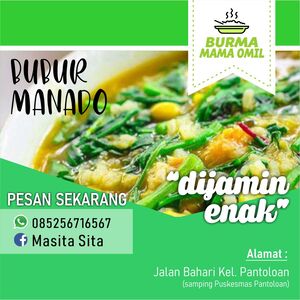 BURMA
MAMA OMIL
BUBUR
MANADO
"dijamin
enak"
PESAN SEKARANG
085256716567
Masita Sita
Alamat :
Jalan Bahari Kel. Pantoloan
(samping Puskesmas Pantoloan)